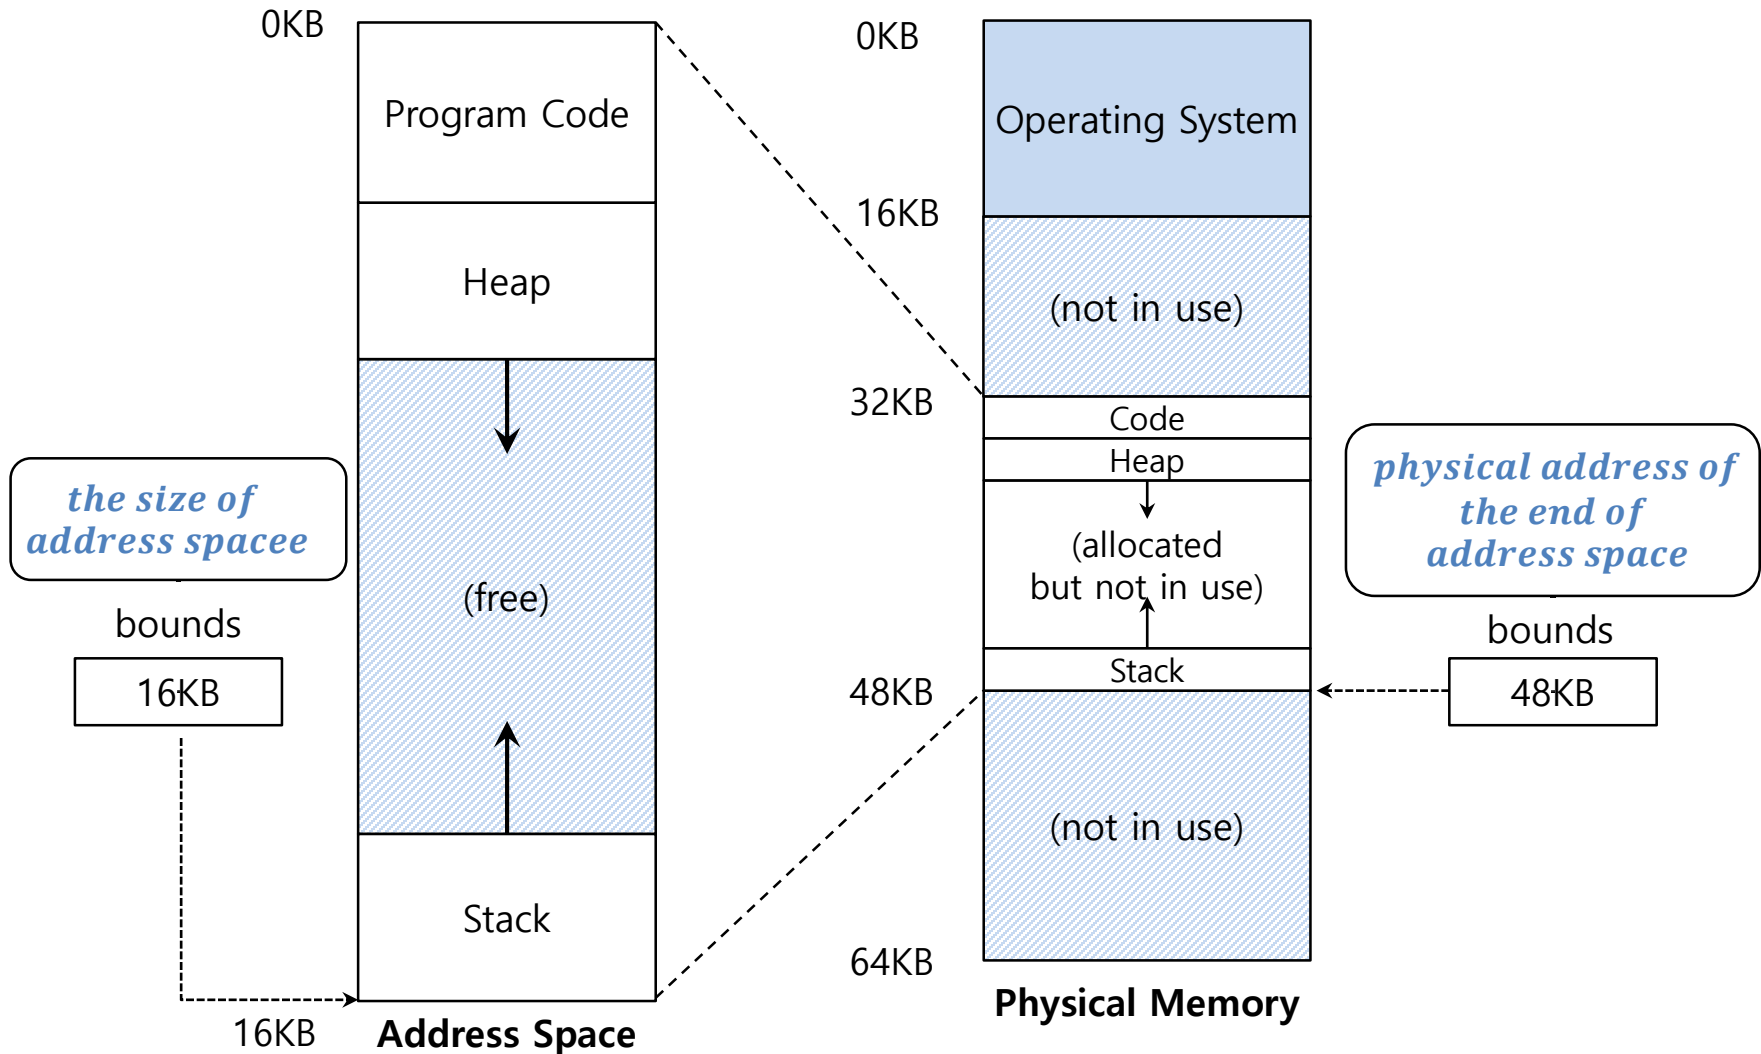 0KB
Program Code
Heap
(free)
Stack
16KB
Address Space
the size of
address spacee
bounds
16KB
0KB
Operating System
16KB
(not in use)
32KB
Code
Heap
(allocated
but not in use)
Stack
48KB
(not in use)
64KB
Physical Memory
physical address of
the end of
address space
bounds
48KB